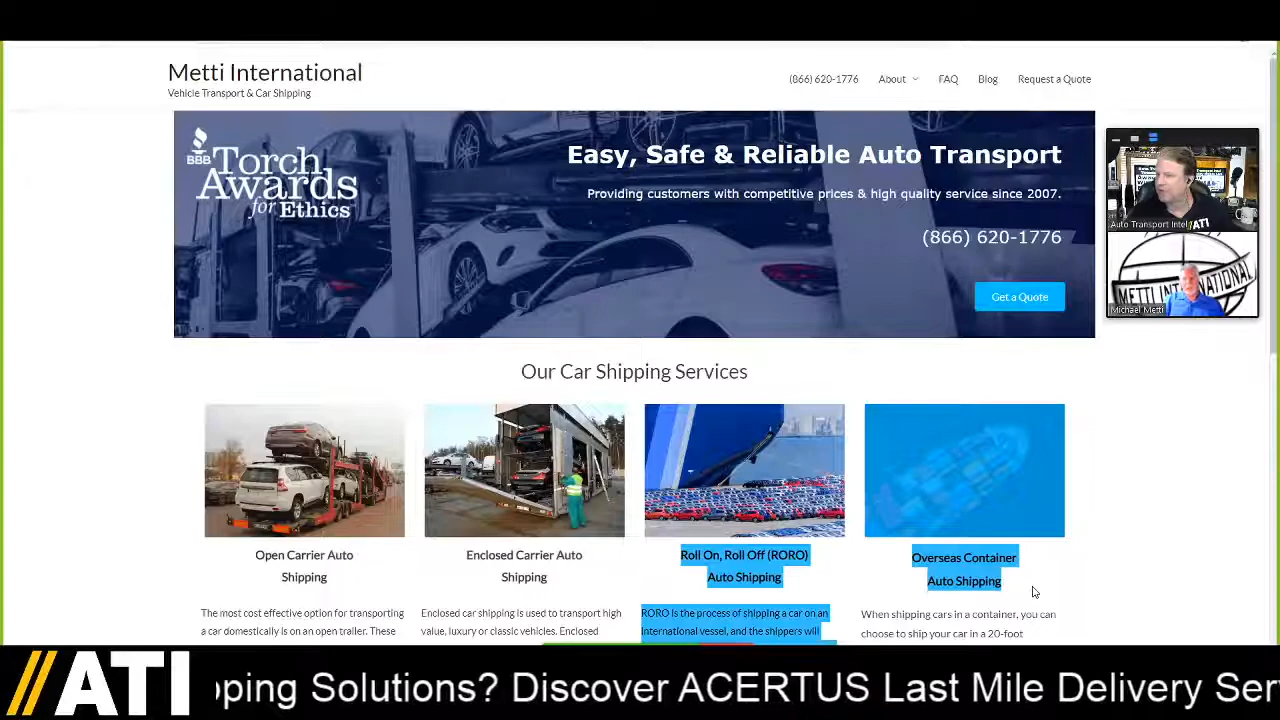 Metti International
Vehicle Transport & Car Shipping
(866) 620-1776
About
FAQ
Blog
Request a Quote
BBB
Torch
Awards
for Ethics
Easy, Safe & Reliable Auto Transport
Providing customers with competitive prices & high quality service since 2007.
(866) 620-1776
Get a Quote
Auto Transport Intel
//ATI
METTI INTERNATIONAL
Michael Metti
Our Car Shipping Services
Open Carrier Auto
Shipping
The most cost effective option for transporting
a car domestically is on an open trailer. These
Enclosed Carrier Auto
Shipping
Enclosed car shipping is used to transport high
value, luxury or classic vehicles. Enclosed
Roll On, Roll Off (RORO)
Auto Shipping
RORO is the process of shipping a car on an
international vessel, and the shippers will
Overseas Container
Auto Shipping
When shipping cars in a container, you can
choose to ship your car in a 20-foot
//ATI
pping Solutions? Discover ACERTUS Last Mile Delivery Ser